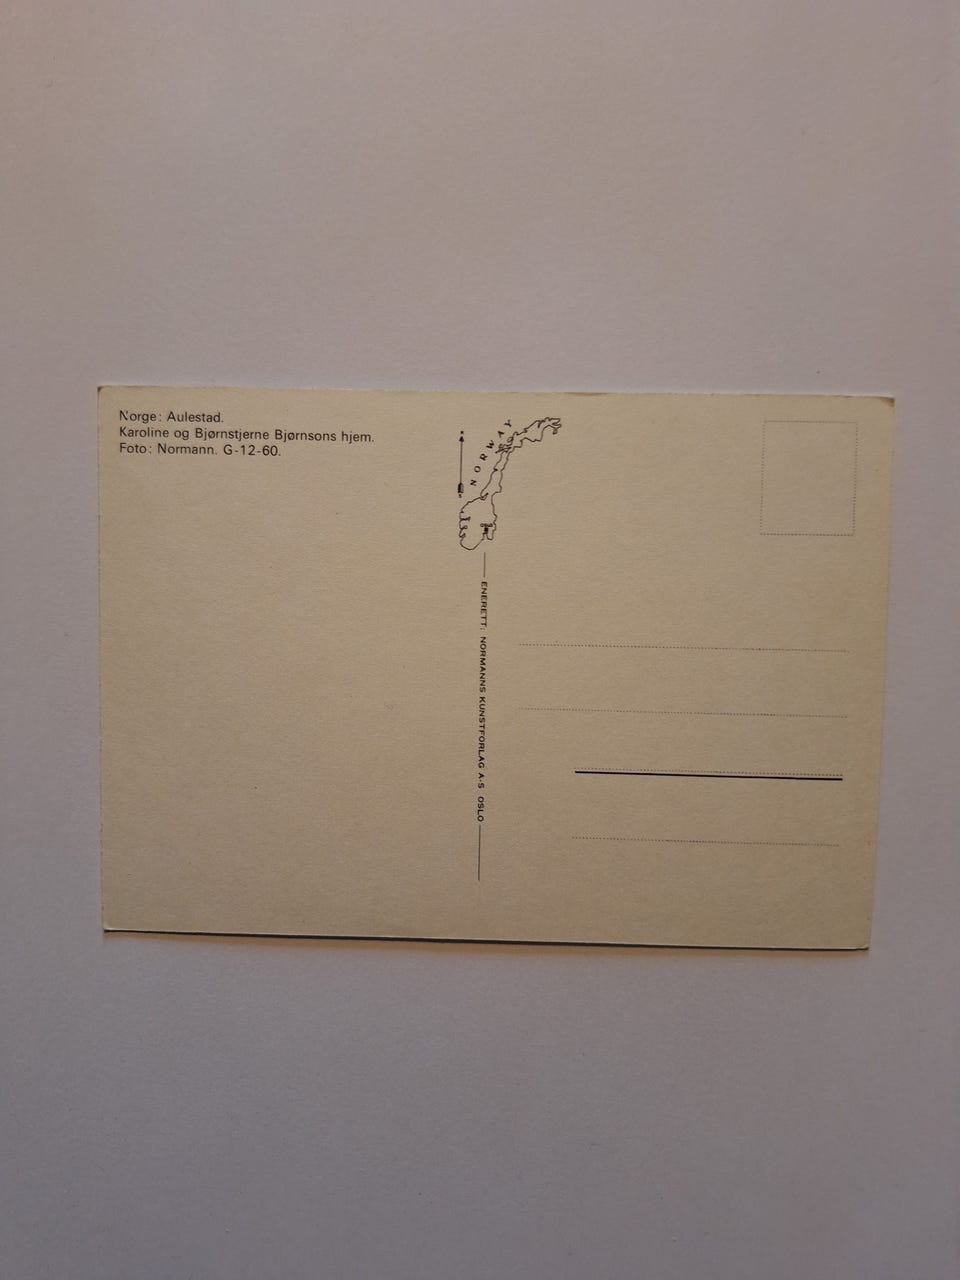 Norge: Aulestad.
Karoline og Bjørnstjerne Bjørnsons hjem.
Foto: Normann. G-12-60.
NORWAY
ENERETT: NORMANNS KUNSTFORLAG A-S OSLO